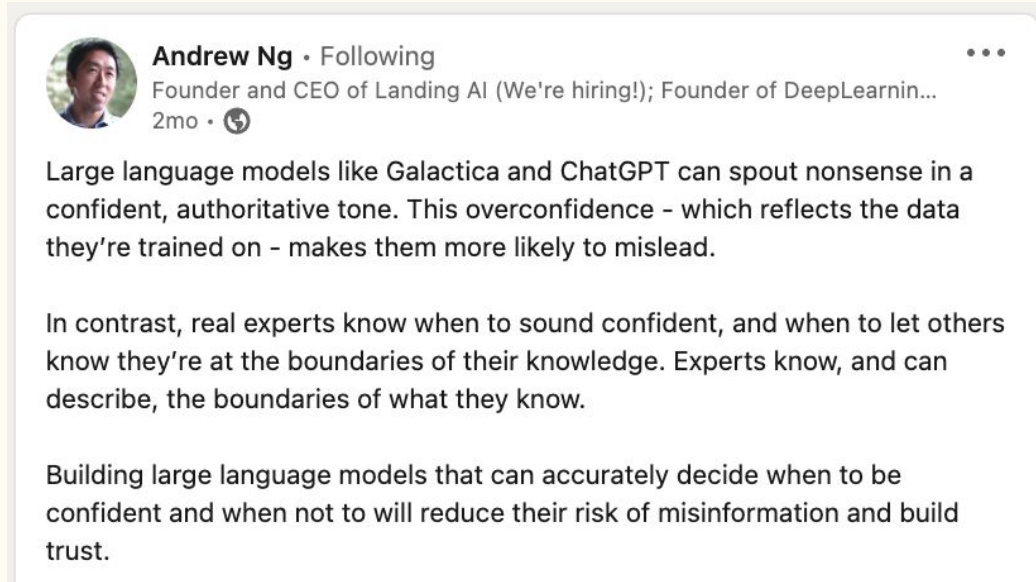 Andrew Ng • Following
Founder and CEO of Landing AI (We're hiring!); Founder of DeepLearnin...
2mo •
Large language models like Galactica and ChatGPT can spout nonsense in a
confident, authoritative tone. This overconfidence - which reflects the data
they’re trained on - makes them more likely to mislead.
In contrast, real experts know when to sound confident, and when to let others
know they’re at the boundaries of their knowledge. Experts know, and can
describe, the boundaries of what they know.
Building large language models that can accurately decide when to be
confident and when not to will reduce their risk of misinformation and build
trust.